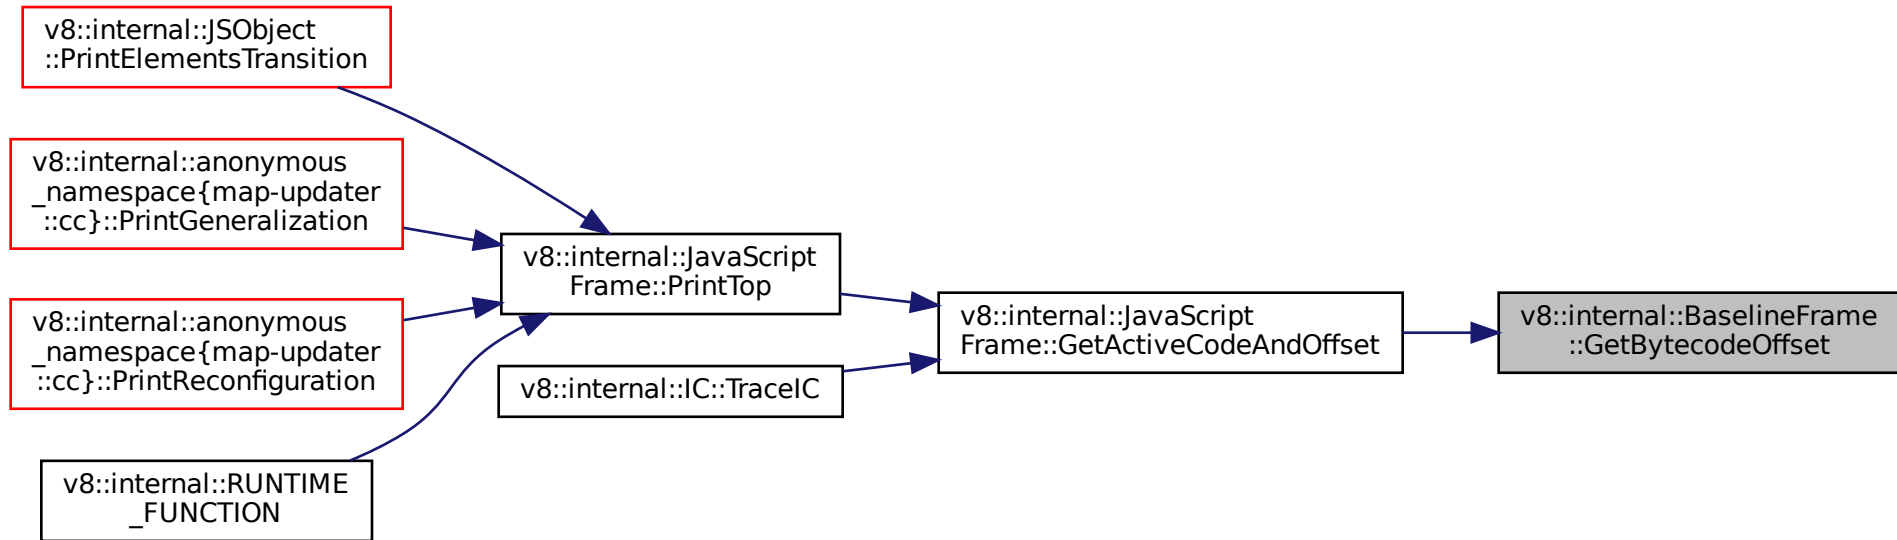 v8::internal::JSObject
::PrintElementsTransition
v8::internal::anonymous
_namespace{map-updater
::cc}::PrintGeneralization
v8::internal::anonymous
_namespace{map-updater
::cc}::PrintReconfiguration
v8::internal::RUNTIME
_FUNCTION
v8::internal::JavaScript
Frame::PrintTop
v8::internal::IC::TraceIC
v8::internal::JavaScript
Frame::GetActiveCodeAndOffset
v8::internal::BaselineFrame
::GetBytecodeOffset